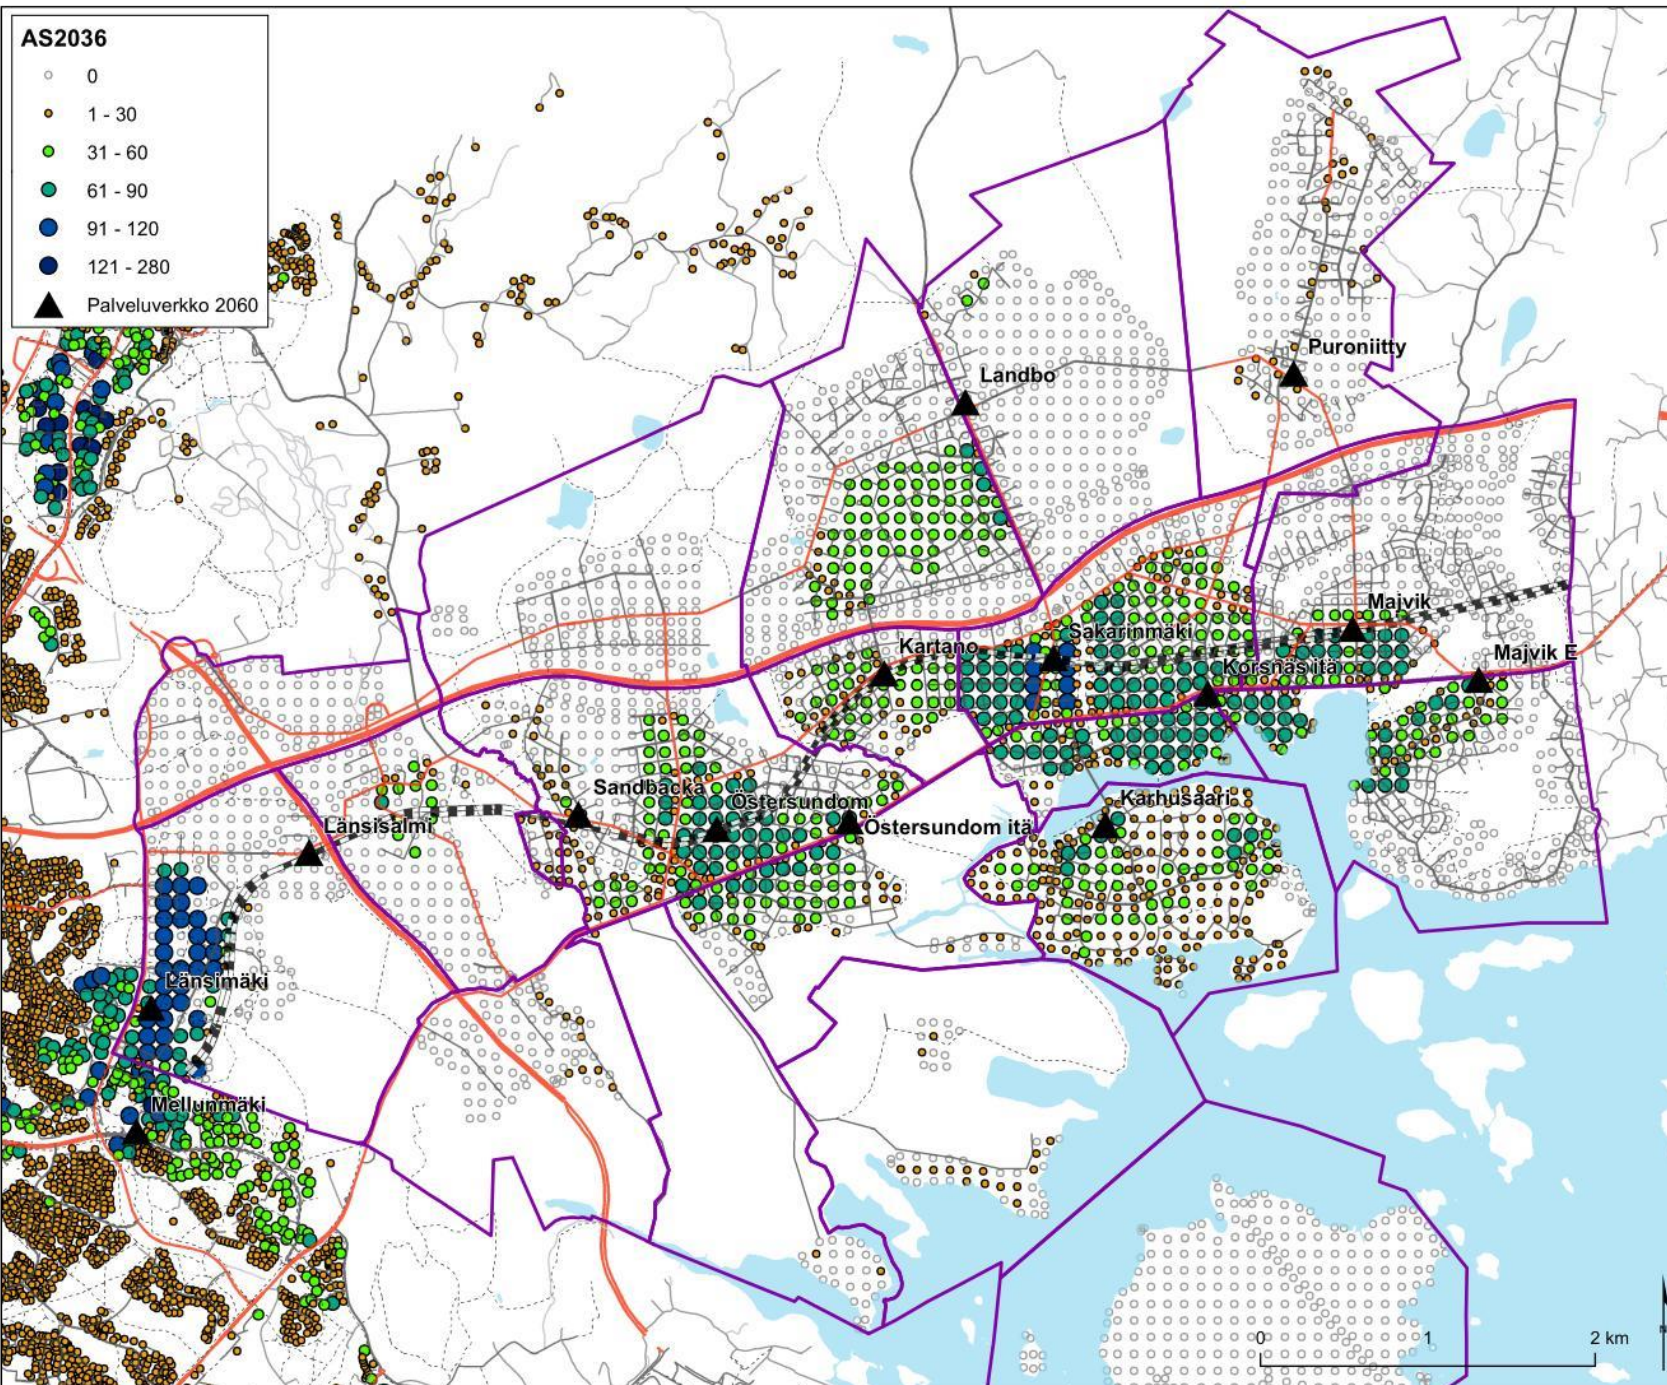 AS2036
0
1 - 30
31 - 60
61 - 90
91 - 120
121 - 280
Palveluverkko 2060
Puroniitty
Landbo
Majvik
Sakarinmäki
Kartano
Majvik E
Korsnäs itä
Sandbacka
Östersundom
Karhusaari
Länsisalmi
Östersundom itä
Länsimäki
Mellunmäki
0 1 2 km
N